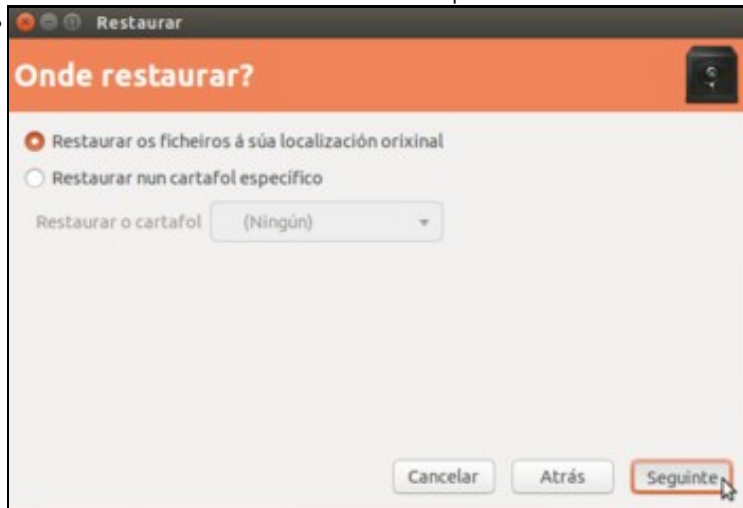 Restaurar
Onde restaurar?
Restaurar os ficheiros á súa localización orixinal
Restaurar nun cartafol específico
Restaurar o cartafol (Ningún)
Cancelar Atrás Seguinte